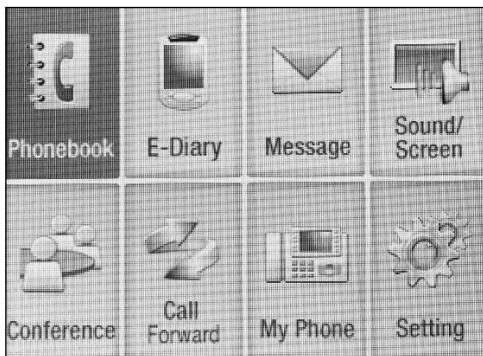 Phonebook
E-Diary
Message
Sound/
Screen
Conference
Call
Forward
My Phone
Setting